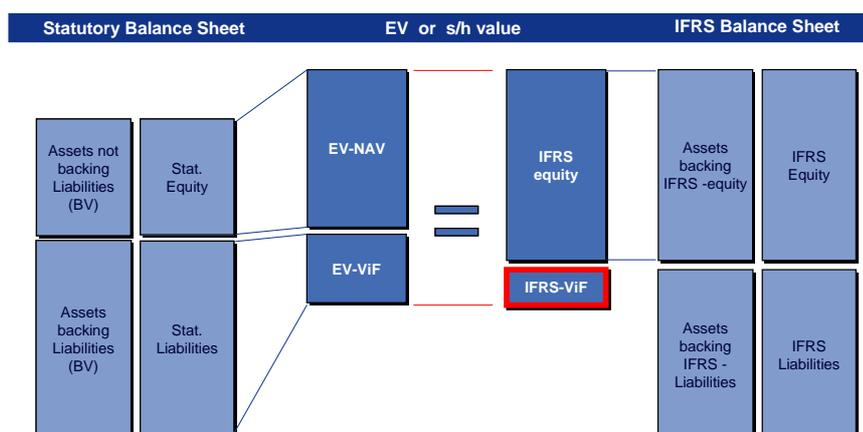 Statutory Balance Sheet
EV or s/h value
IFRS Balance Sheet
Assets not
backing
Liabilities
(BV)
Stat.
Equity
EV-NAV
IFRS
equity
Assets
backing
IFRS -equity
IFRS
Equity
EV-ViF
IFRS-ViF
Assets
backing
Liabilities
(BV)
Stat.
Liabilities
Assets
backing
IFRS -
Liabilities
IFRS
Liabilities